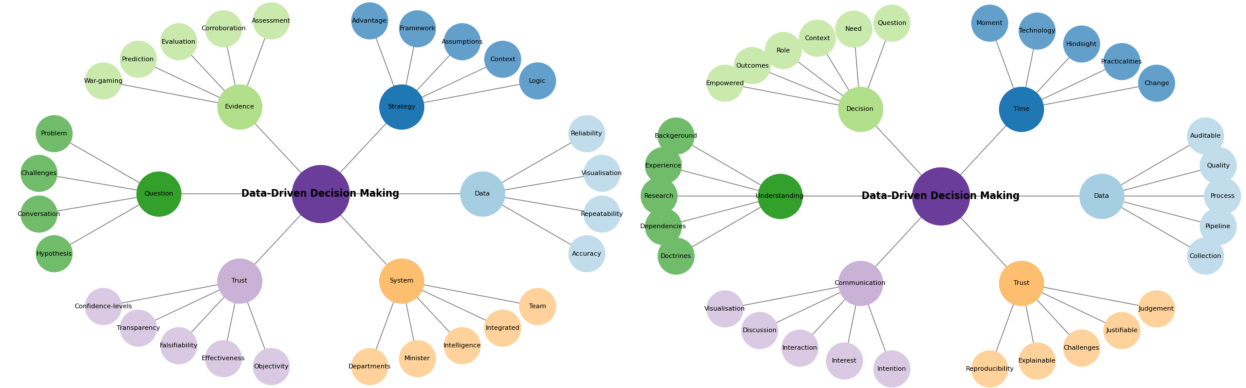 Assessment
Corroboration
Evaluation
Prediction
War-gaming
Evidence
Advantage
Framework
Assumptions
Context
Logic
Strategy
Problem
Challenges
Conversation
Hypothesis
Question
Data-Driven Decision Making
Data
Reliability
Visualisation
Repeatability
Accuracy
Trust
Confidence-levels
Transparency
Falsifiability
Effectiveness
Objectivity
System
Team
Integrated
Intelligence
Minister
Departments
Question
Need
Context
Role
Outcomes
Empowered
Decision
Moment
Technology
Hindsight
Practicalities
Change
Time
Background
Experience
Research
Dependencies
Doctrines
Understanding
Data-Driven Decision Making
Data
Auditable
Quality
Process
Pipeline
Collection
Communication
Visualisation
Discussion
Interaction
Interest
Intention
Trust
Judgement
Justifiable
Challenges
Explainable
Reproducibility